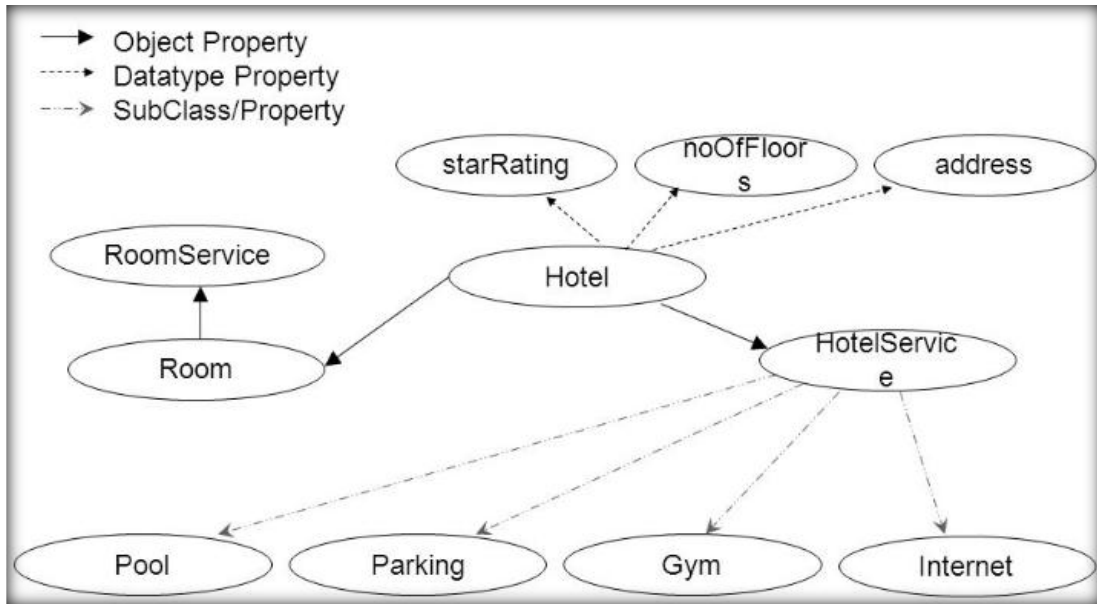 Object Property
Datatype Property
SubClass/Property
starRating
noOfFloor
s
address
RoomService
Hotel
Room
HotelServic
e
Pool
Parking
Gym
Internet